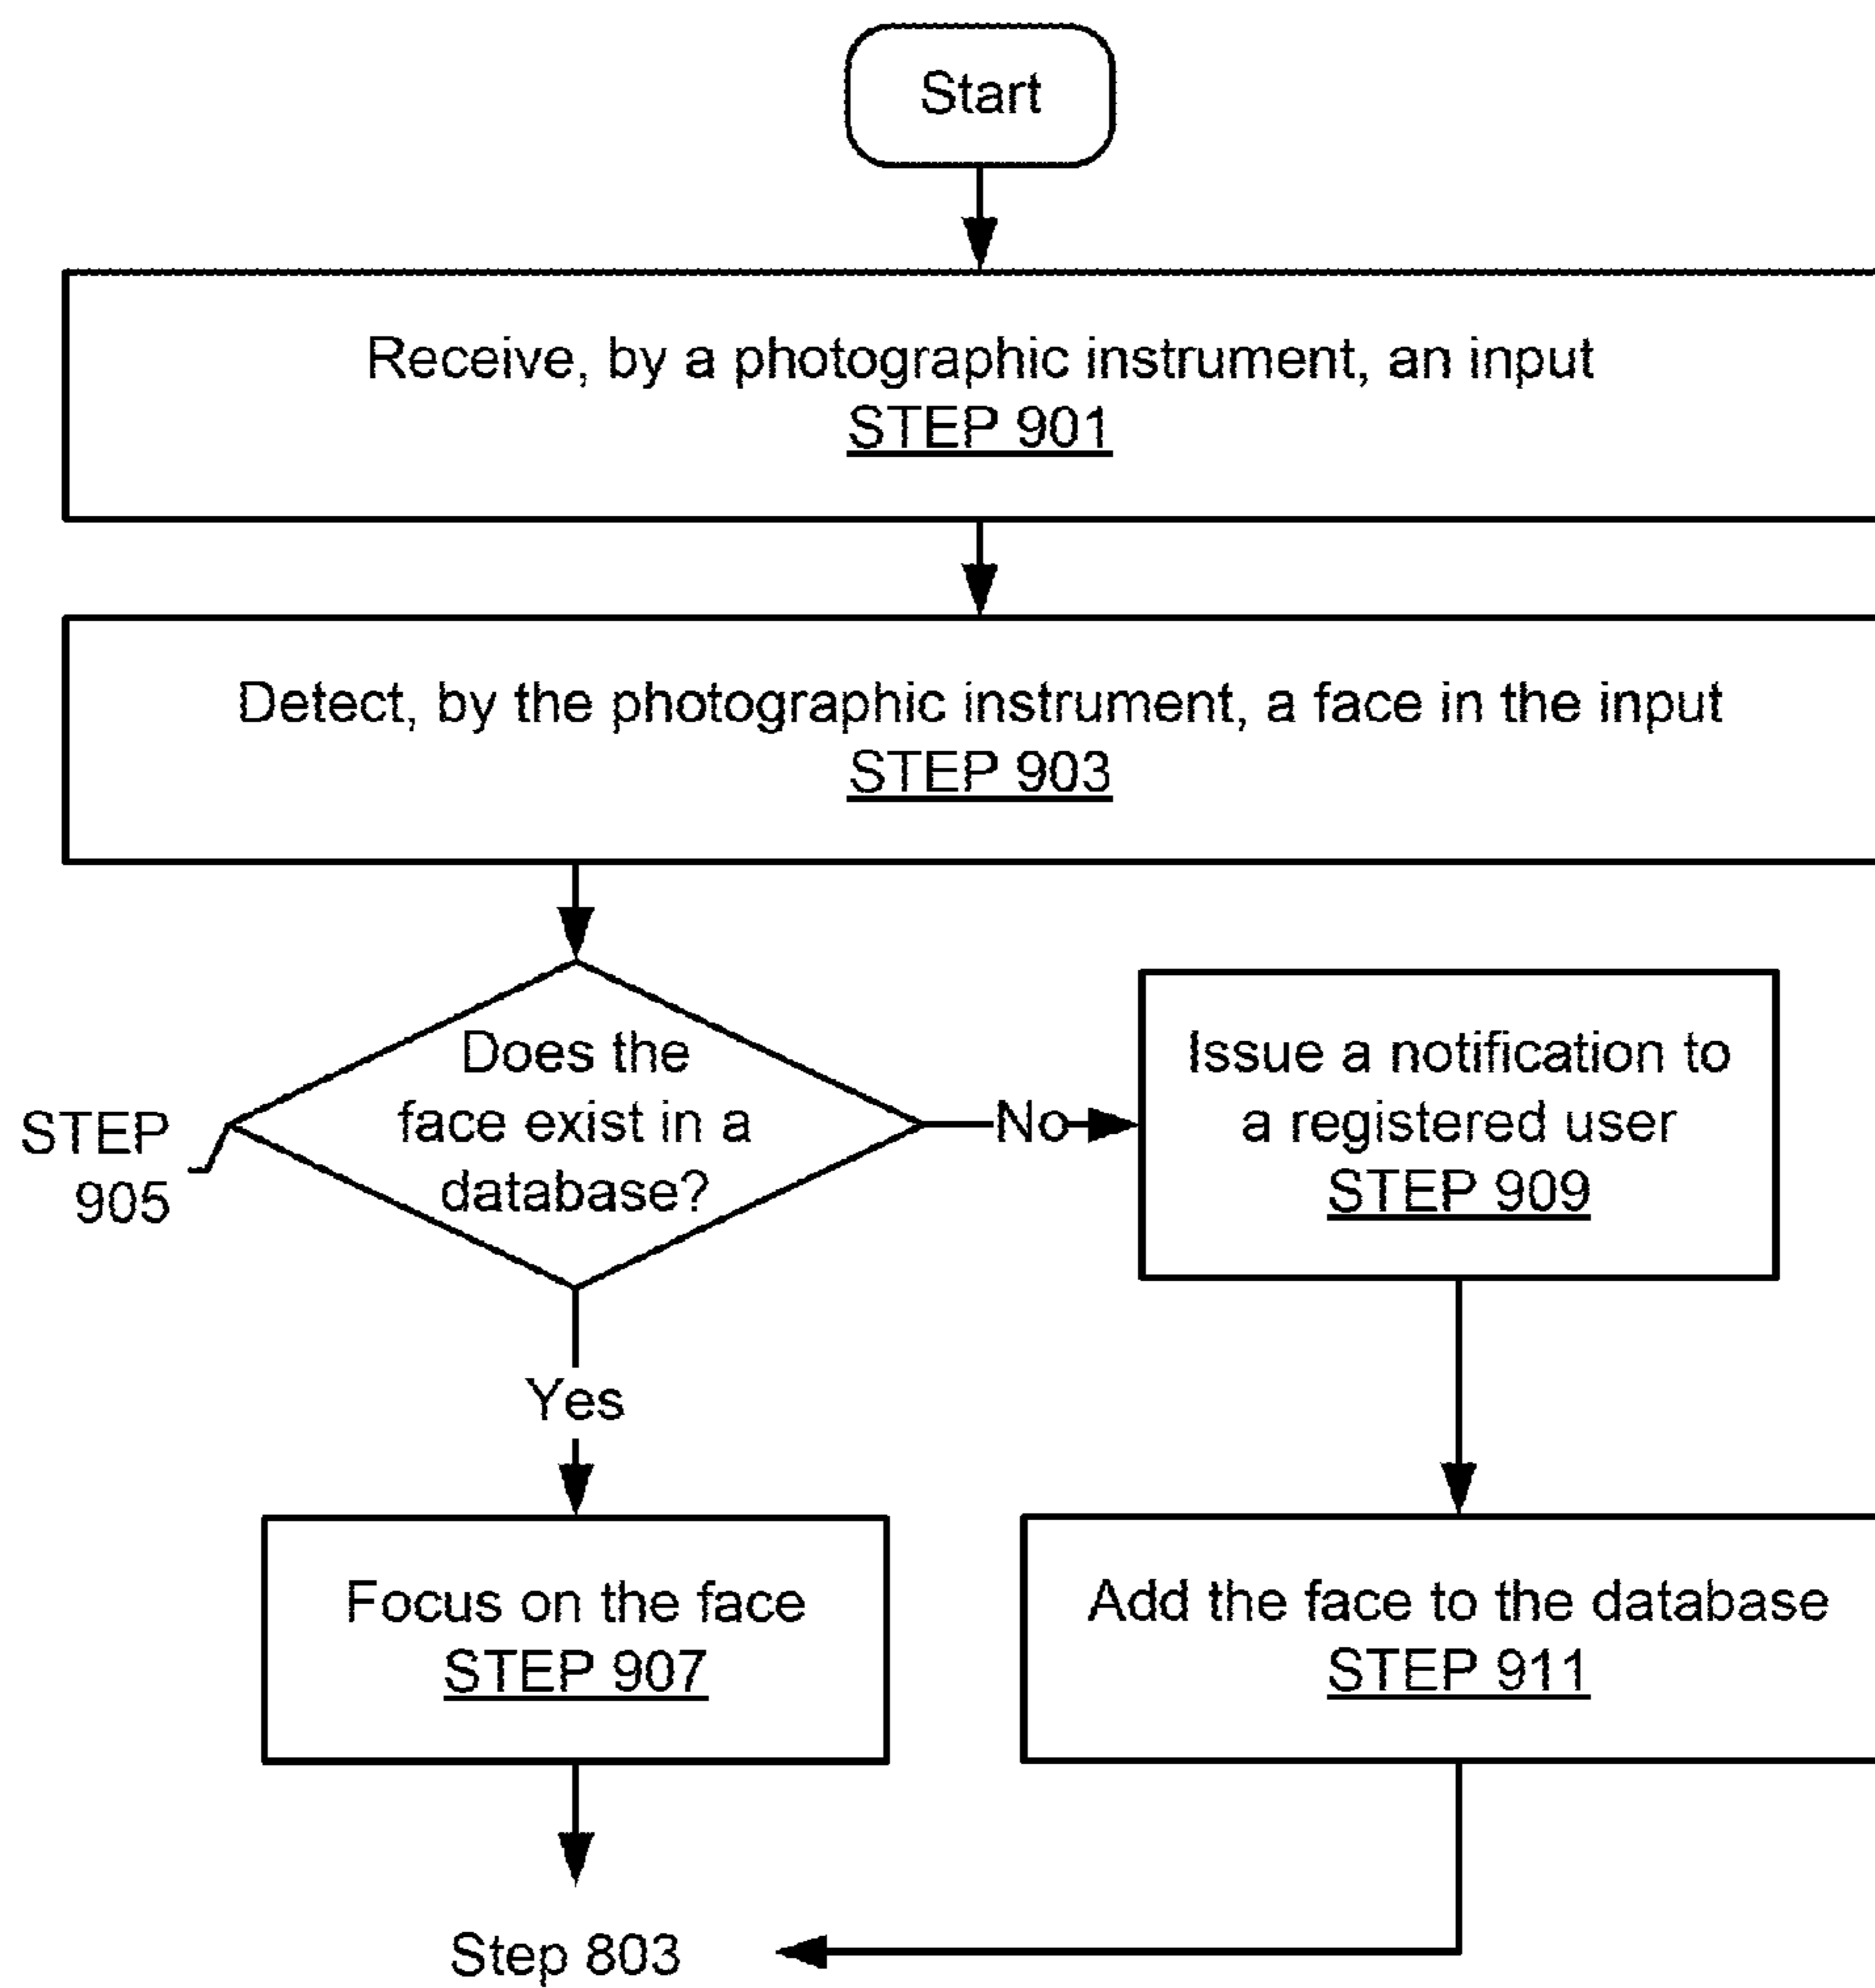 Start
Receive, by a photographic instrument, an input
STEP 901
Detect, by the photographic instrument, a face in the input
STEP 903
Does the
face exist in a
database?
STEP
905
No
Issue a notification to
a registered user
STEP 909
Yes
Focus on the face
STEP 907
Add the face to the database
STEP 911
Step 803